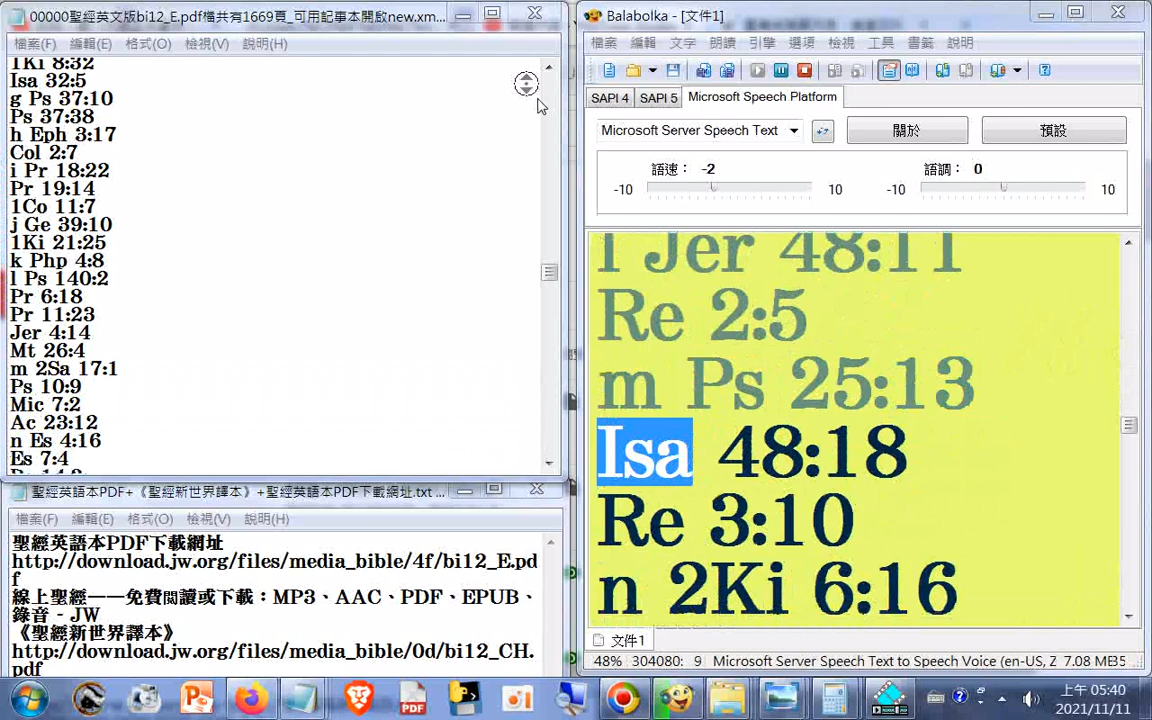 00000聖經英文版bi12_E.pdf檔共有1669頁_可用記事本開啟new.xm...
檔案(F) 編輯(E) 格式(O) 檢視(V) 說明(H)
1Ki 8:32
Isa 32:5
g Ps 37:10
Ps 37:38
h Eph 3:17
Col 2:7
i Pr 18:22
Pr 19:14
1Co 11:7
j Ge 39:10
1Ki 21:25
k Php 4:8
l Ps 140:2
Pr 6:18
Pr 11:23
Jer 4:14
Mt 26:4
m 2Sa 17:1
Ps 10:9
Mic 7:2
Ac 23:12
n Es 4:16
Es 7:4
聖經英語本PDF+《聖經新世界譯本》+聖經英語本PDF下載網址.txt ...
檔案(F) 編輯(E) 格式(O) 檢視(V) 說明(H)
聖經英語本PDF下載網址
http://download.jw.org/files/media_bible/4f/bi12_E.pd
f
線上聖經——免費閱讀或下載：MP3、AAC、PDF、EPUB、
錄音 - JW
《聖經新世界譯本》
http://download.jw.org/files/media_bible/0d/bi12_CH.
pdf
Balabolka - [文件1]
檔案 編輯 文字 朗讀 引擎 選項 檢視 工具 書籤 說明
SAPI 4 SAPI 5 Microsoft Speech Platform
Microsoft Server Speech Text 關於 預設
語速： -2 語調： 0
-10 10 -10 10
l Jer 48:11
Re 2:5
m Ps 25:13
Isa 48:18
Re 3:10
n 2Ki 6:16
文件1
48% 304080: 9 Microsoft Server Speech Text to Speech Voice (en-US, Z 7.08 MB
上午 05:40
2021/11/11